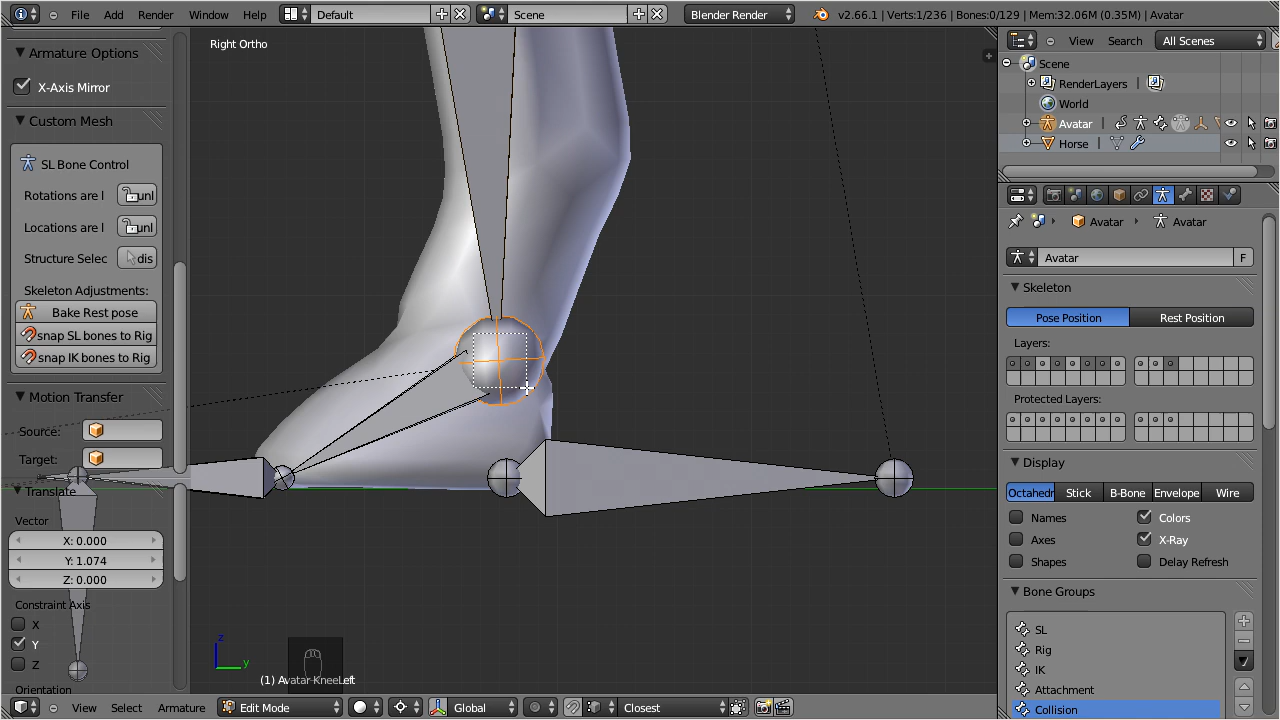 File Add Render Window Help Default Scene Blender Render v2.66.1 | Verts:1/236 | Bones:0/129 | Mem:32.06M (0.35M) | Avatar
Armature Options
X-Axis Mirror
Custom Mesh
SL Bone Control
Rotations are l unl
Locations are l unl
Structure Selec dis
Skeleton Adjustments:
Bake Rest pose
snap SL bones to Rig
snap IK bones to Rig
Motion Transfer
Source:
Target:
Translate
Vector
X: 0.000
Y: 1.074
Z: 0.000
Constraint Axis
X
Y
Z
Orientation
Right Ortho
z
y
(1) Avatar KneeLeft
View Select Armature Edit Mode Global Closest
View Search All Scenes
Scene
RenderLayers |
World
Avatar |
Horse |
Avatar Avatar
Avatar F
Skeleton
Pose Position Rest Position
Layers:
Protected Layers:
Display
Octahedr Stick B-Bone Envelope Wire
Names Colors
Axes X-Ray
Shapes Delay Refresh
Bone Groups
SL
Rig
IK
Attachment
Collision